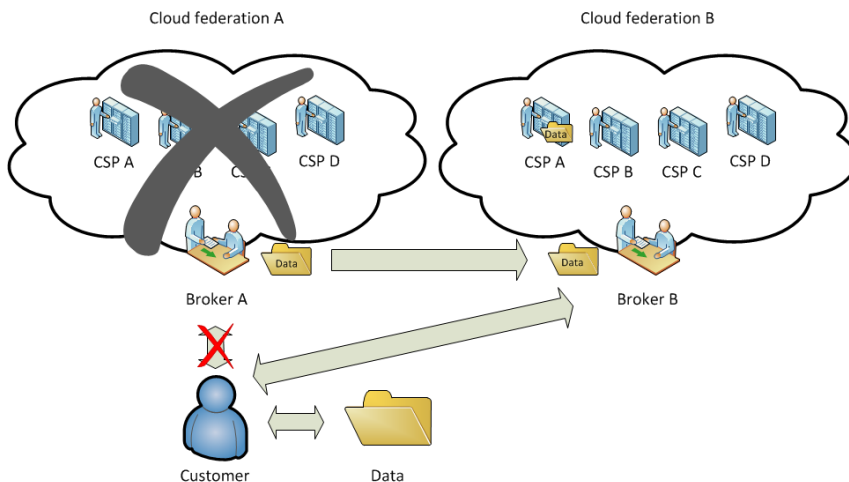 Cloud federation A
Cloud federation B
CSP A
B
CSP D
Data
CSP A
CSP B
CSP C
CSP D
Data
Data
Broker A
Broker B
Customer
Data